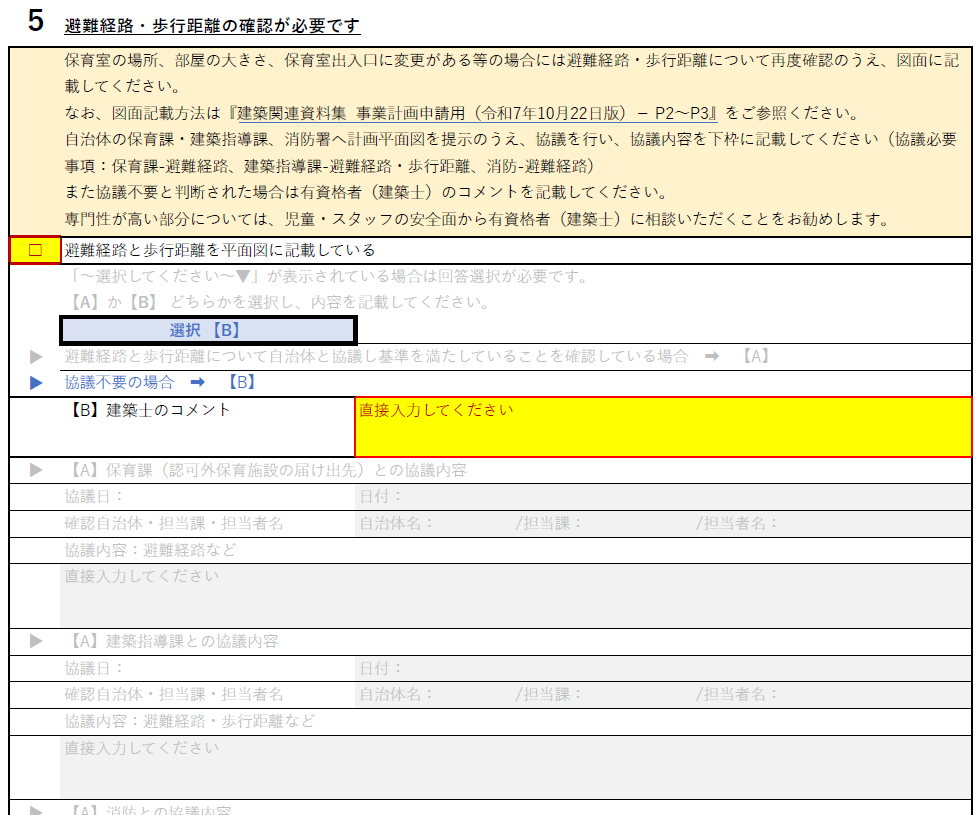 5 避難経路・歩行距離の確認が必要です
保育室の場所、部屋の大きさ、保育室出入口に変更がある等の場合には避難経路・歩行距離について再度確認のうえ、図面に記
載してください。
なお、図面記載方法は『建築関連資料集 事業計画申請用（令和7年10月22日版）－ P2～P3』をご参照ください。
自治体の保育課・建築指導課、消防署へ計画平面図を提示のうえ、協議を行い、協議内容を下枠に記載してください（協議必要
事項：保育課-避難経路、建築指導課-避難経路・歩行距離、消防-避難経路）
また協議不要と判断された場合は有資格者（建築士）のコメントを記載してください。
専門性が高い部分については、児童・スタッフの安全面から有資格者（建築士）に相談いただくことをお勧めします。
□ 避難経路と歩行距離を平面図に記載している
「～選択してください～▼」が表示されている場合は回答選択が必要です。
【A】か【B】 どちらかを選択し、内容を記載してください。
選択 【B】
▶ 避難経路と歩行距離について自治体と協議し基準を満たしていることを確認している場合 ➡ 【A】
▶ 協議不要の場合 ➡ 【B】
【B】建築士のコメント 直接入力してください
▶ 【A】保育課（認可外保育施設の届け出先）との協議内容
協議日： 日付：
確認自治体・担当課・担当者名 自治体名： /担当課： /担当者名：
協議内容：避難経路など
直接入力してください
▶ 【A】建築指導課との協議内容
協議日： 日付：
確認自治体・担当課・担当者名 自治体名： /担当課： /担当者名：
協議内容：避難経路・歩行距離など
直接入力してください
▶ 【A】消防との協議内容